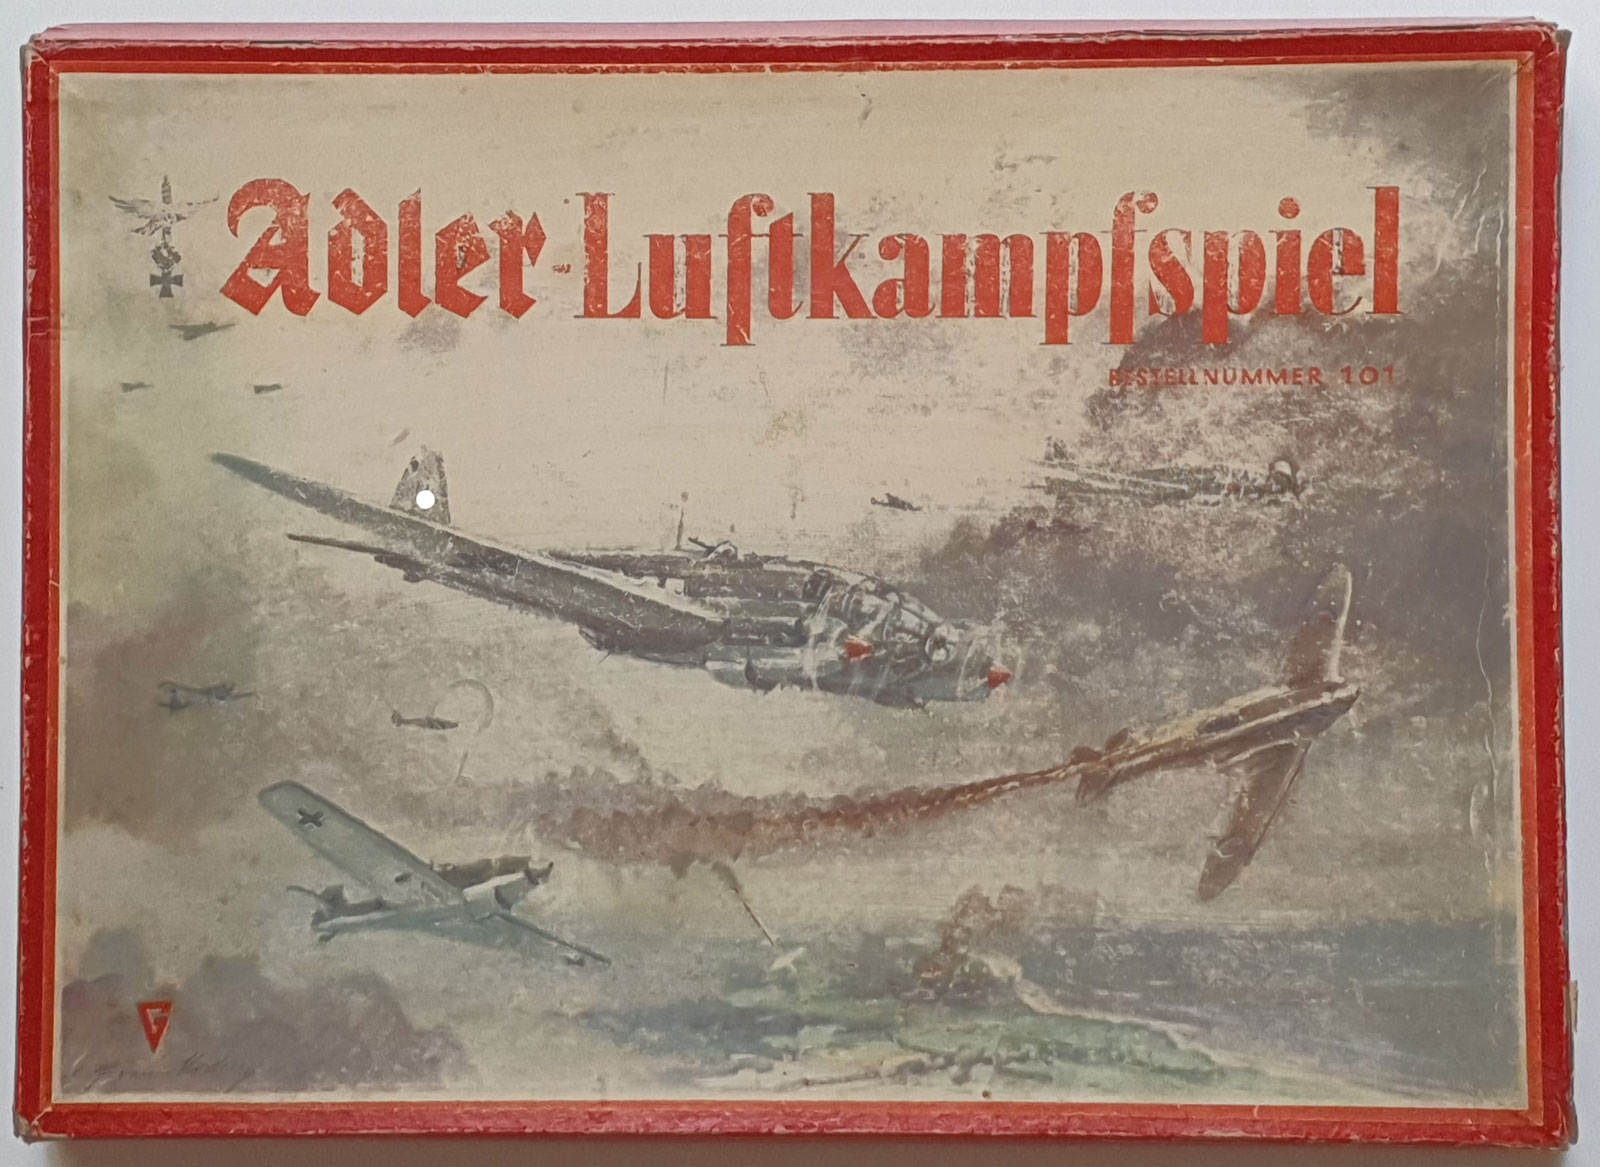 Adler-Luftkampfspiel
BESTELLNUMMER 101
G